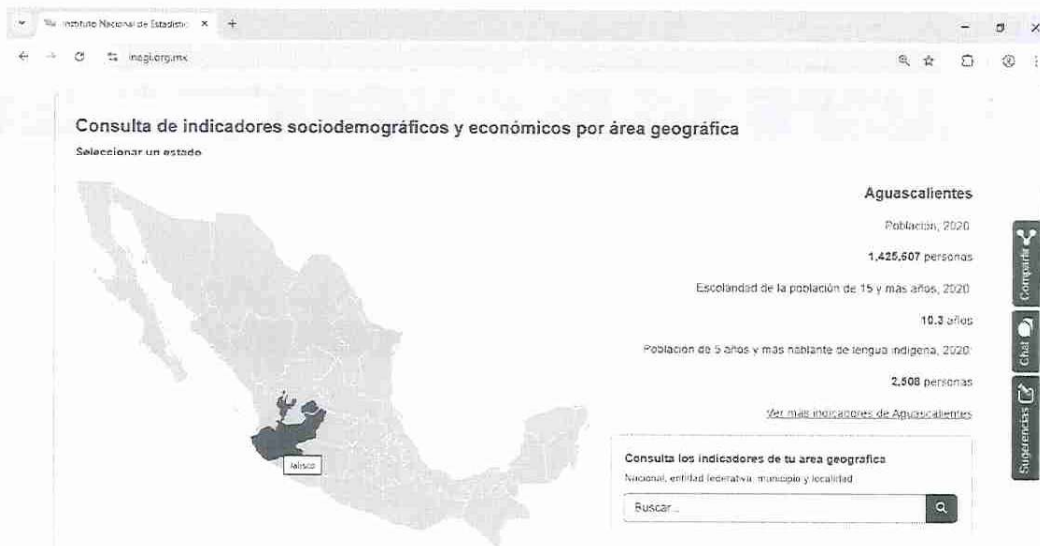 Instituto Nacional de Estadístic
inegi.org.mx
Consulta de indicadores sociodemográficos y económicos por área geográfica
Seleccionar un estado
Aguascalientes
Población, 2020
1,425,607 personas
Escolaridad de la población de 15 y más años, 2020
10.3 años
Población de 5 años y más hablante de lengua indígena, 2020
2,508 personas
Ver más indicadores de Aguascalientes
Jalisco
Consulta los indicadores de tu área geográfica
Nacional, entidad federativa, municipio y localidad
Buscar...
Compartir
Chat
Sugerencias